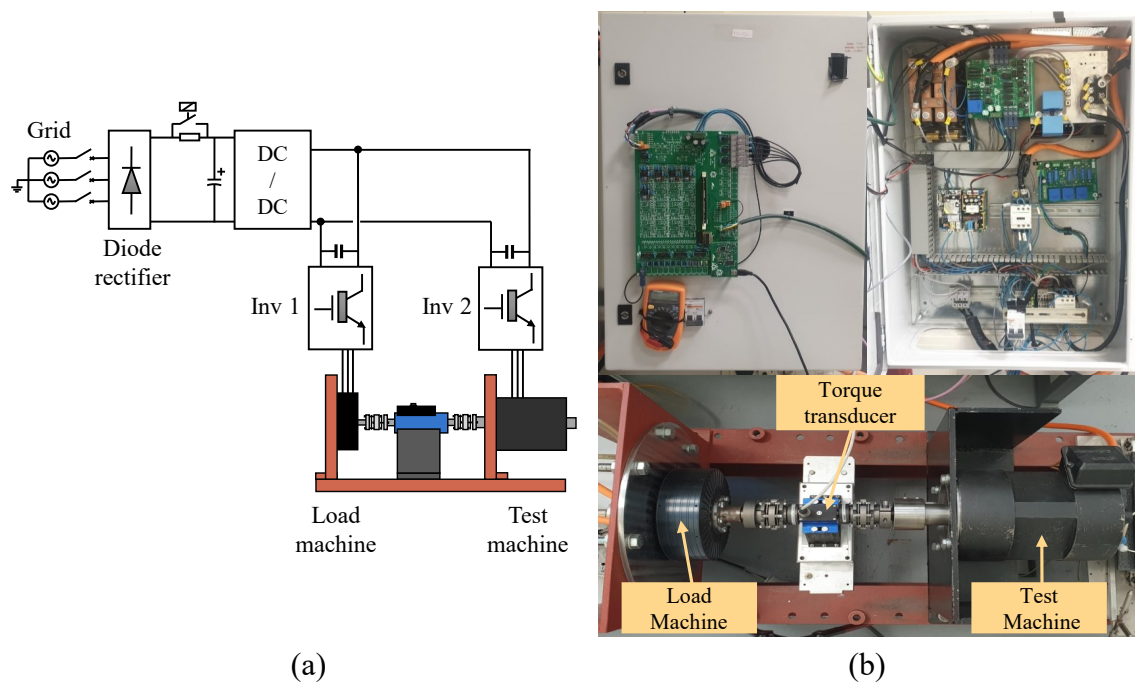 Grid
DC
/
DC
Diode
rectifier
Inv 1
Inv 2
Load
machine
Test
machine
(a)
Torque
transducer
Load
Machine
Test
Machine
(b)